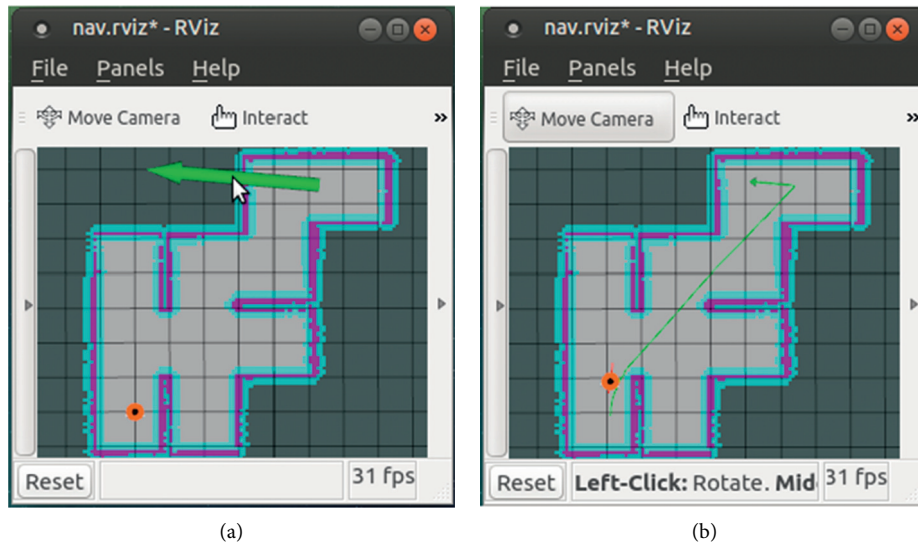 nav.rviz* - RViz
File Panels Help
Move Camera Interact »
Reset 31 fps
(a)
nav.rviz* - RViz
File Panels Help
Move Camera Interact »
Reset Left-Click: Rotate. Mid 31 fps
(b)